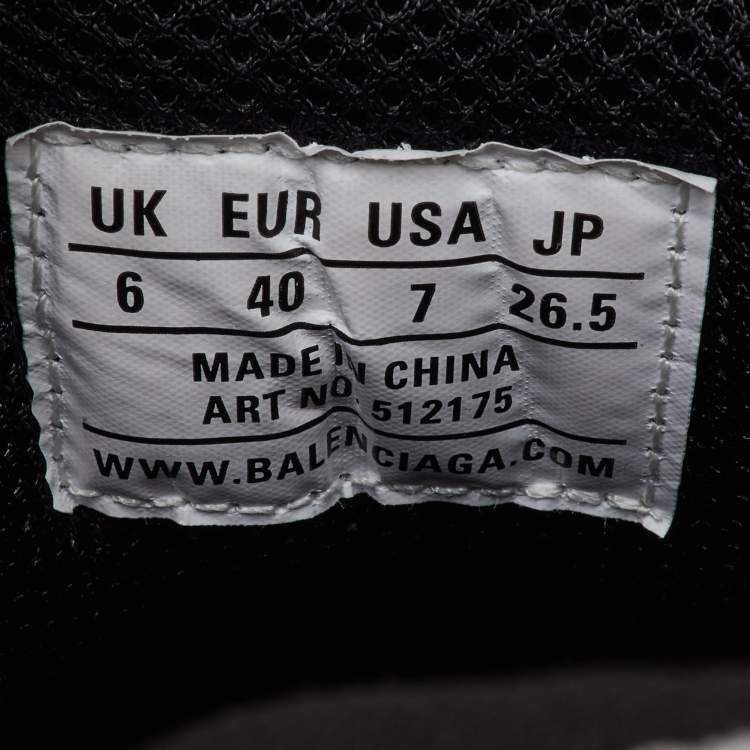 UK EUR USA JP
6 40 7 26.5
MADE IN CHINA
ART NO: 512175
WWW.BALENCIAGA.COM